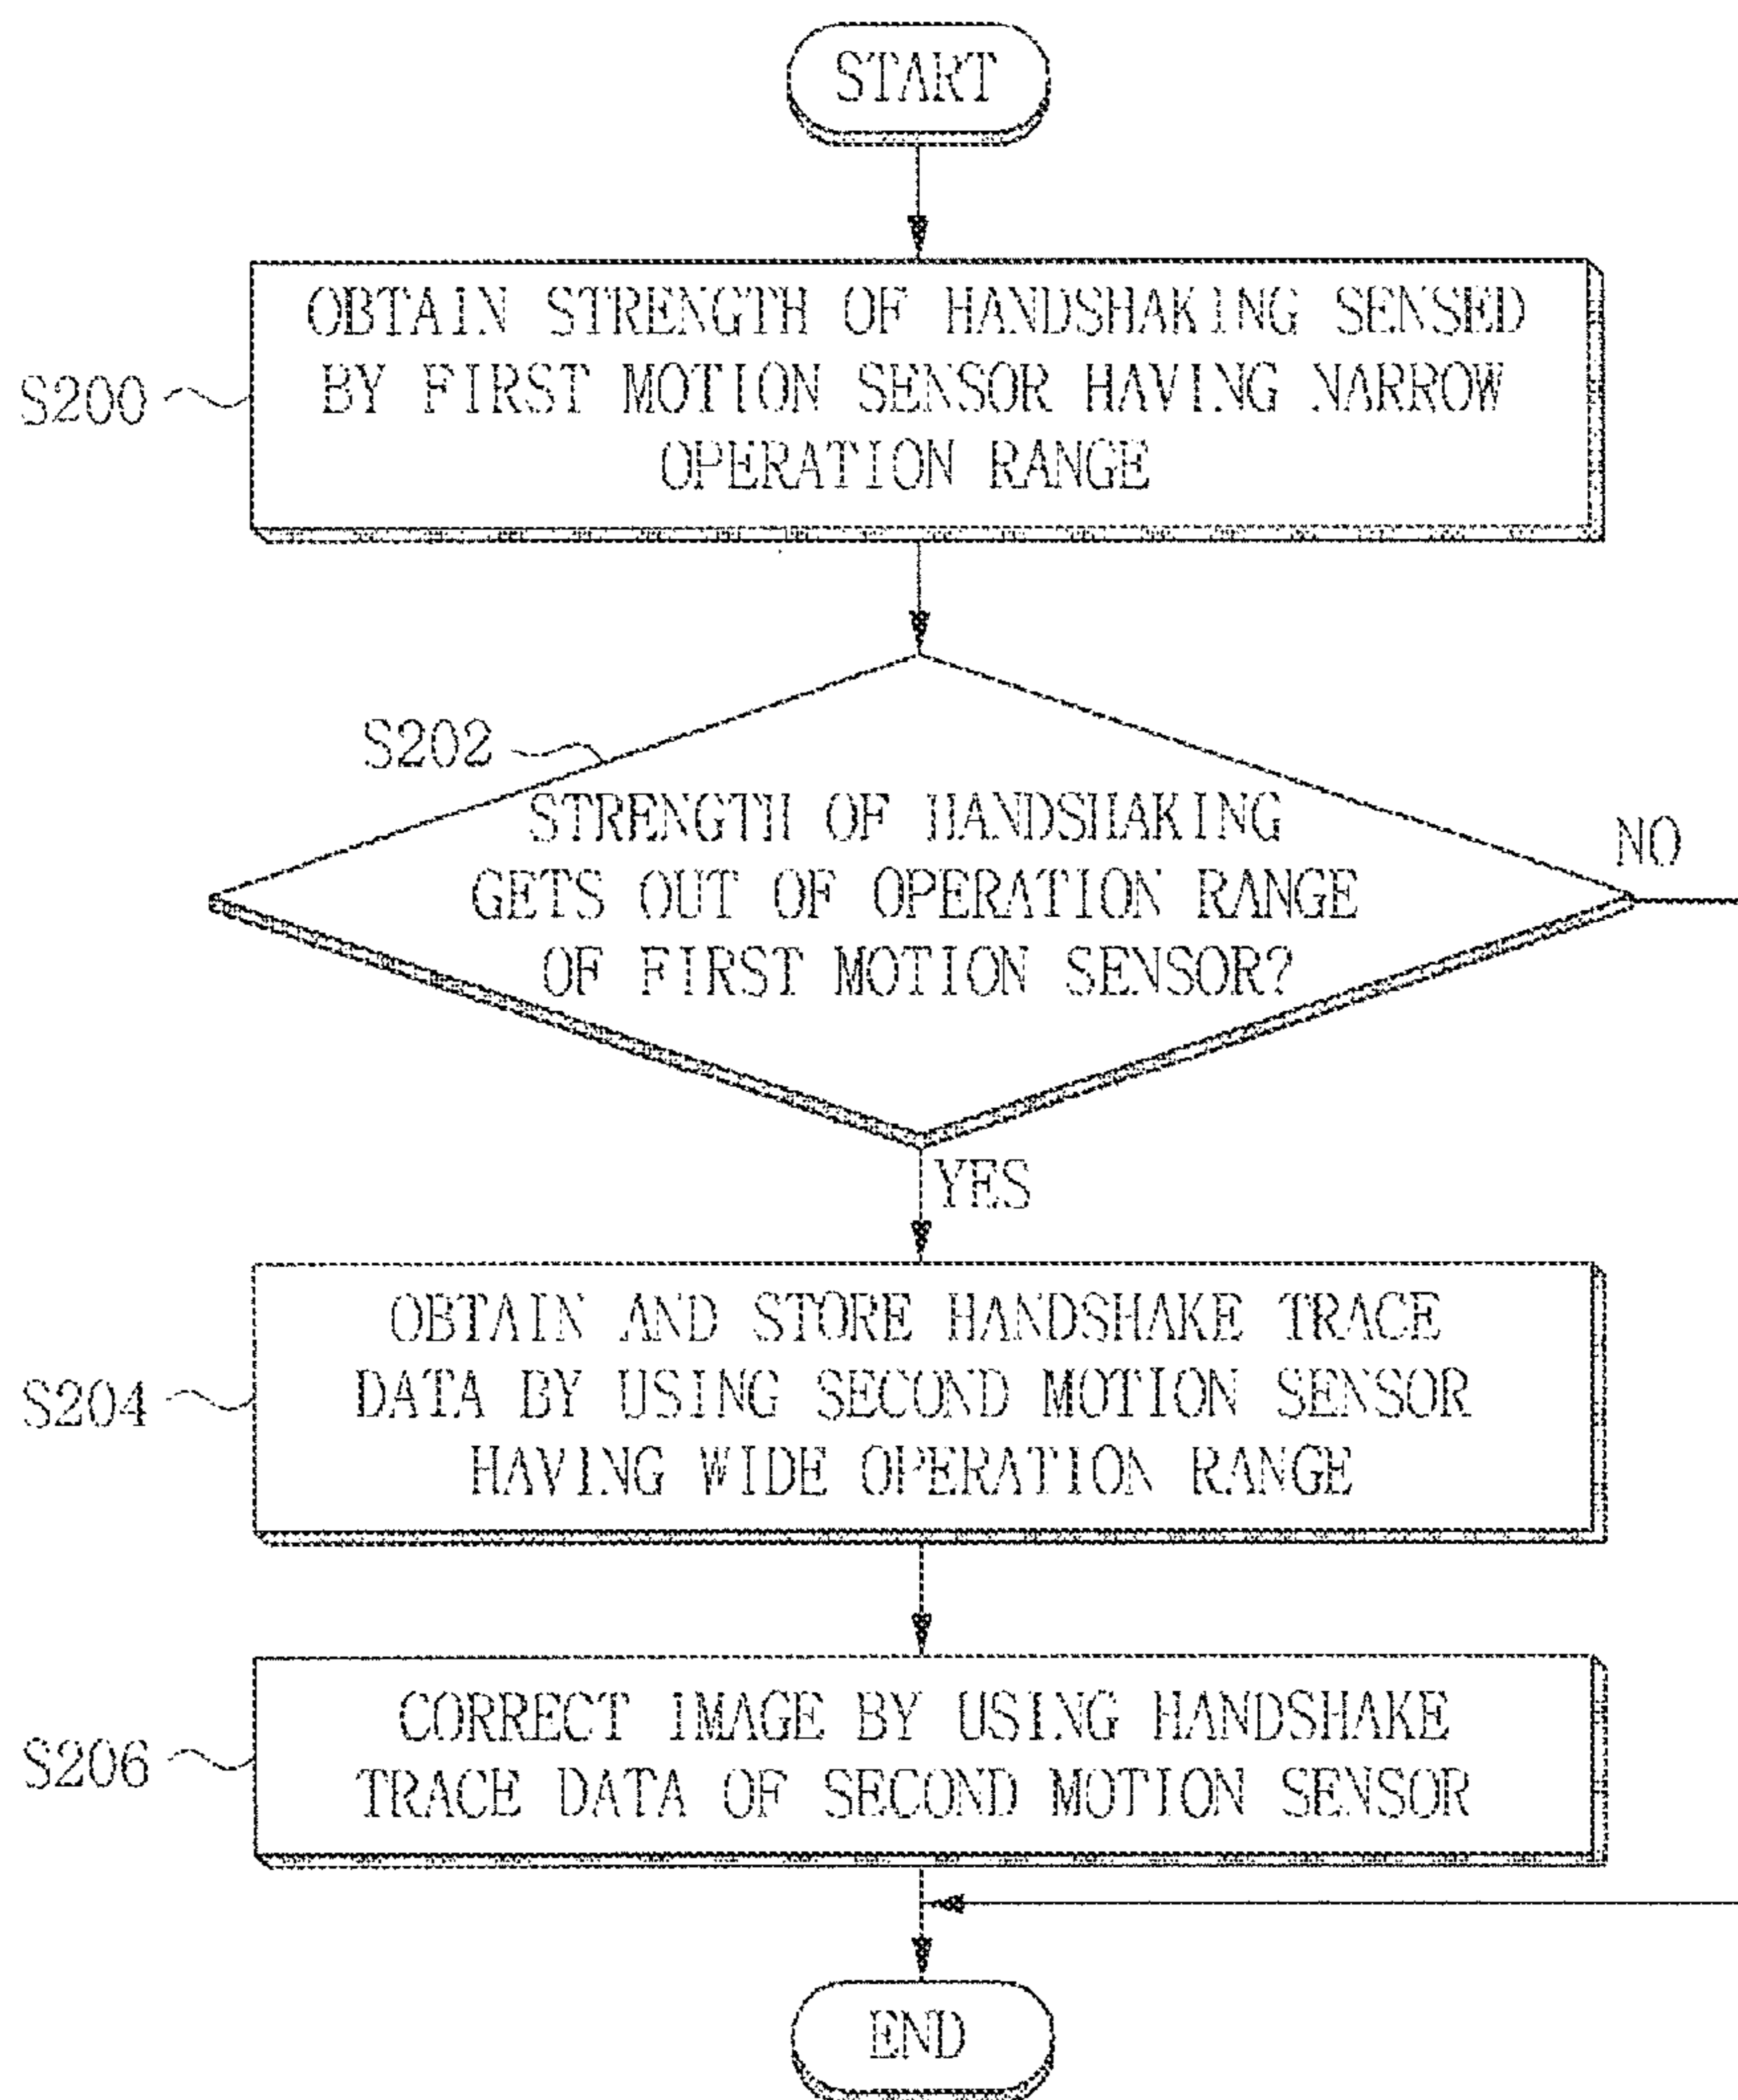 START
OBTAIN STRENGTH OF HANDSHAKING SENSED
BY FIRST MOTION SENSOR HAVING NARROW
OPERATION RANGE
S200
S202
STRENGTH OF HANDSHAKING
GETS OUT OF OPERATION RANGE
OF FIRST MOTION SENSOR?
NO
YES
OBTAIN AND STORE HANDSHAKE TRACE
DATA BY USING SECOND MOTION SENSOR
HAVING WIDE OPERATION RANGE
S204
CORRECT IMAGE BY USING HANDSHAKE
TRACE DATA OF SECOND MOTION SENSOR
S206
END